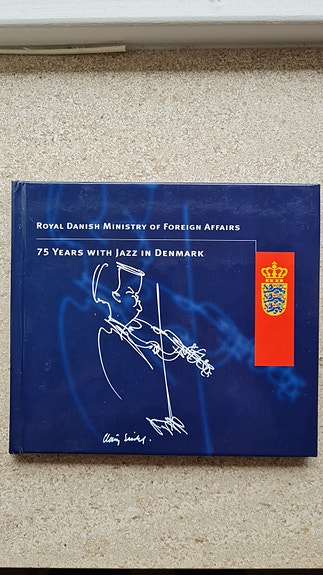 Royal Danish Ministry of Foreign Affairs
75 Years with Jazz in Denmark